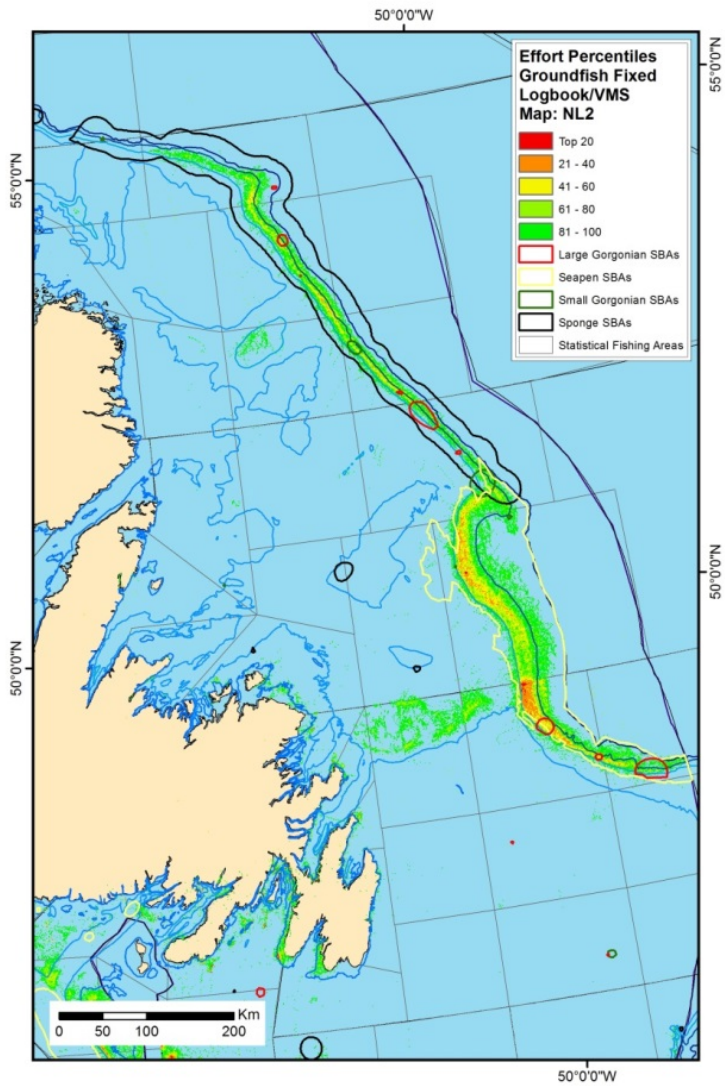 50°0'0"W
Effort Percentiles
Groundfish Fixed
Logbook/VMS
Map: NL2
Top 20
21 - 40
41 - 60
61 - 80
81 - 100
Large Gorgonian SBAs
Seapen SBAs
Small Gorgonian SBAs
Sponge SBAs
Statistical Fishing Areas
55°0'0"N
55°0'0"N
50°0'0"N
50°0'0"N
Km
0 50 100 200
50°0'0"W